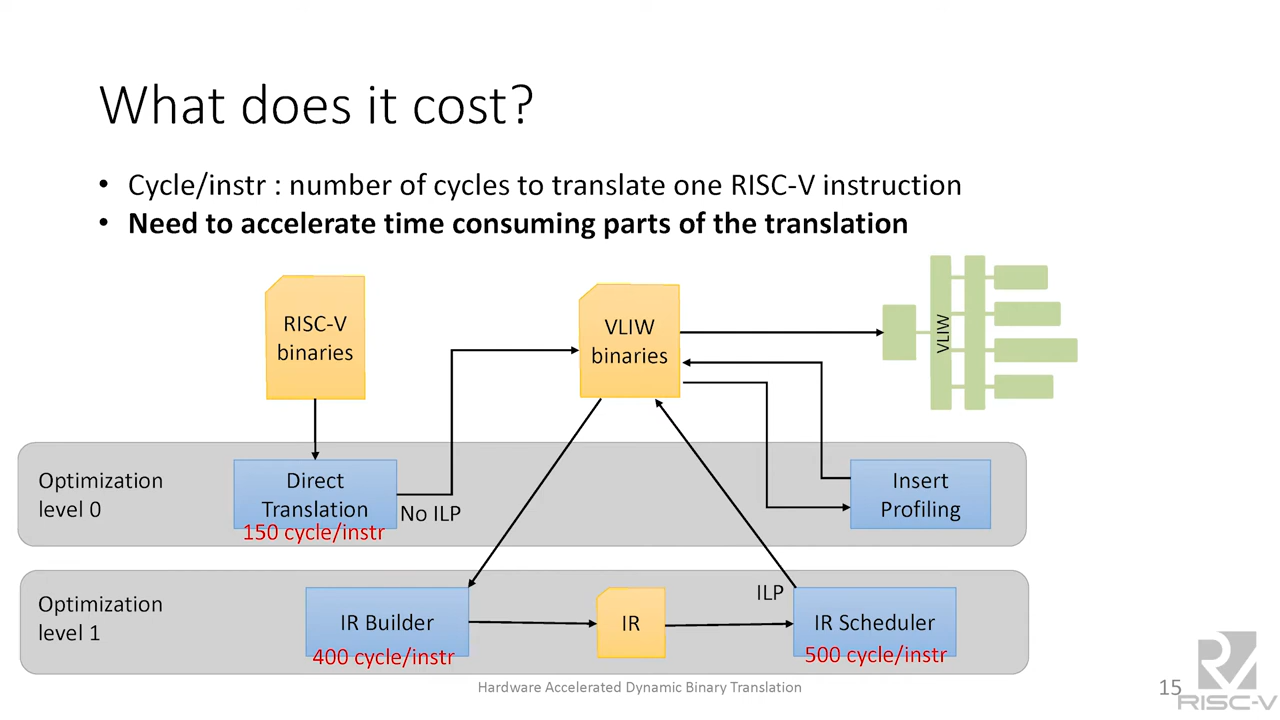 What does it cost?
• Cycle/instr : number of cycles to translate one RISC-V instruction
• Need to accelerate time consuming parts of the translation
RISC-V
binaries
VLIW
binaries
VLIW
Optimization
level 0
Direct
Translation
150 cycle/instr
No ILP
Insert
Profiling
Optimization
level 1
IR Builder
400 cycle/instr
IR
ILP
IR Scheduler
500 cycle/instr
Hardware Accelerated Dynamic Binary Translation
15
RISC-V